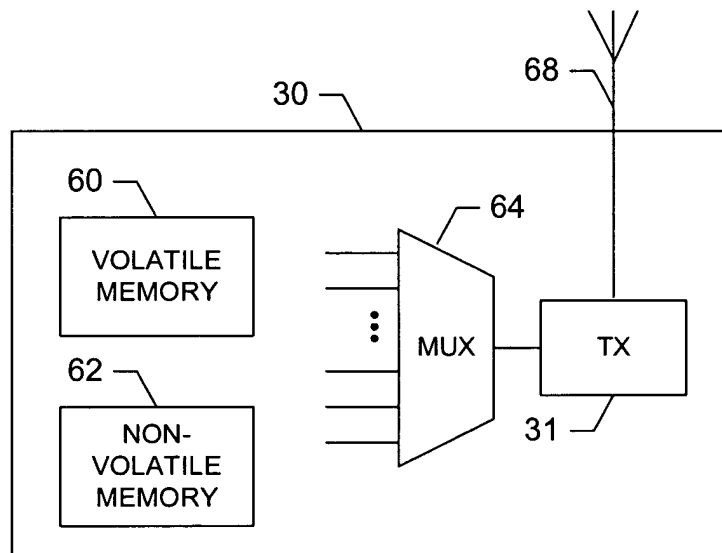 68
30
60
VOLATILE
MEMORY
64
MUX
TX
31
62
NON-
VOLATILE
MEMORY